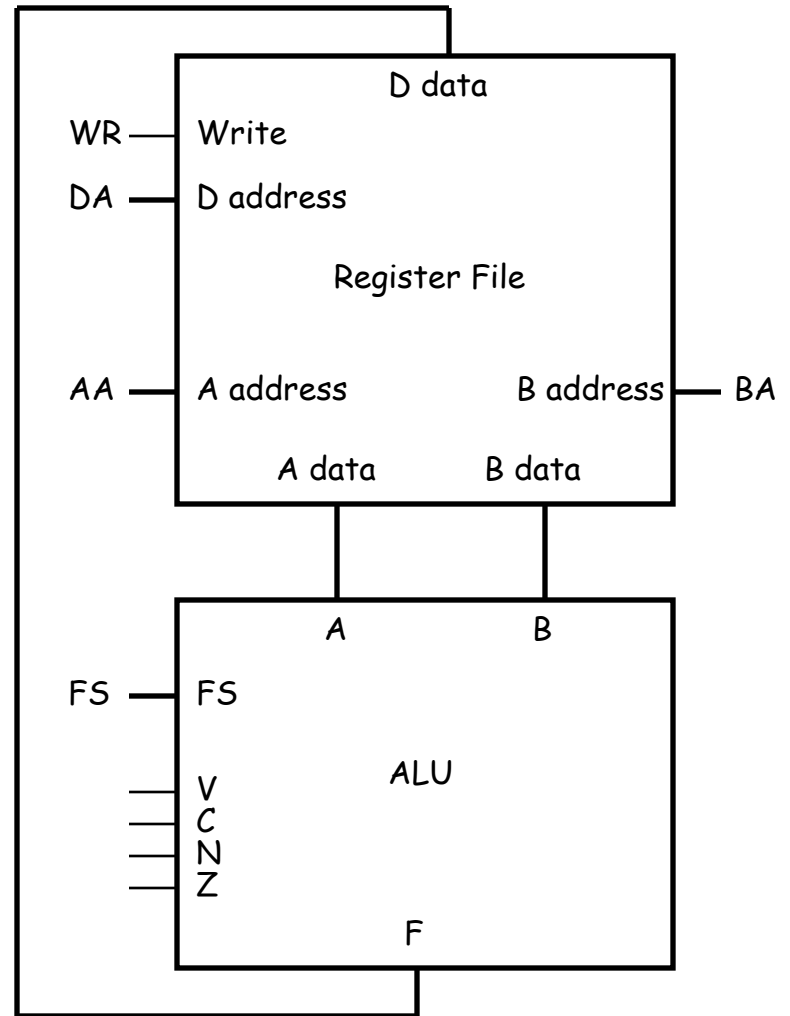 D data
WR Write
DA D address
Register File
AA A address B address BA
A data B data
A B
FS FS
ALU
V
C
N
Z
F